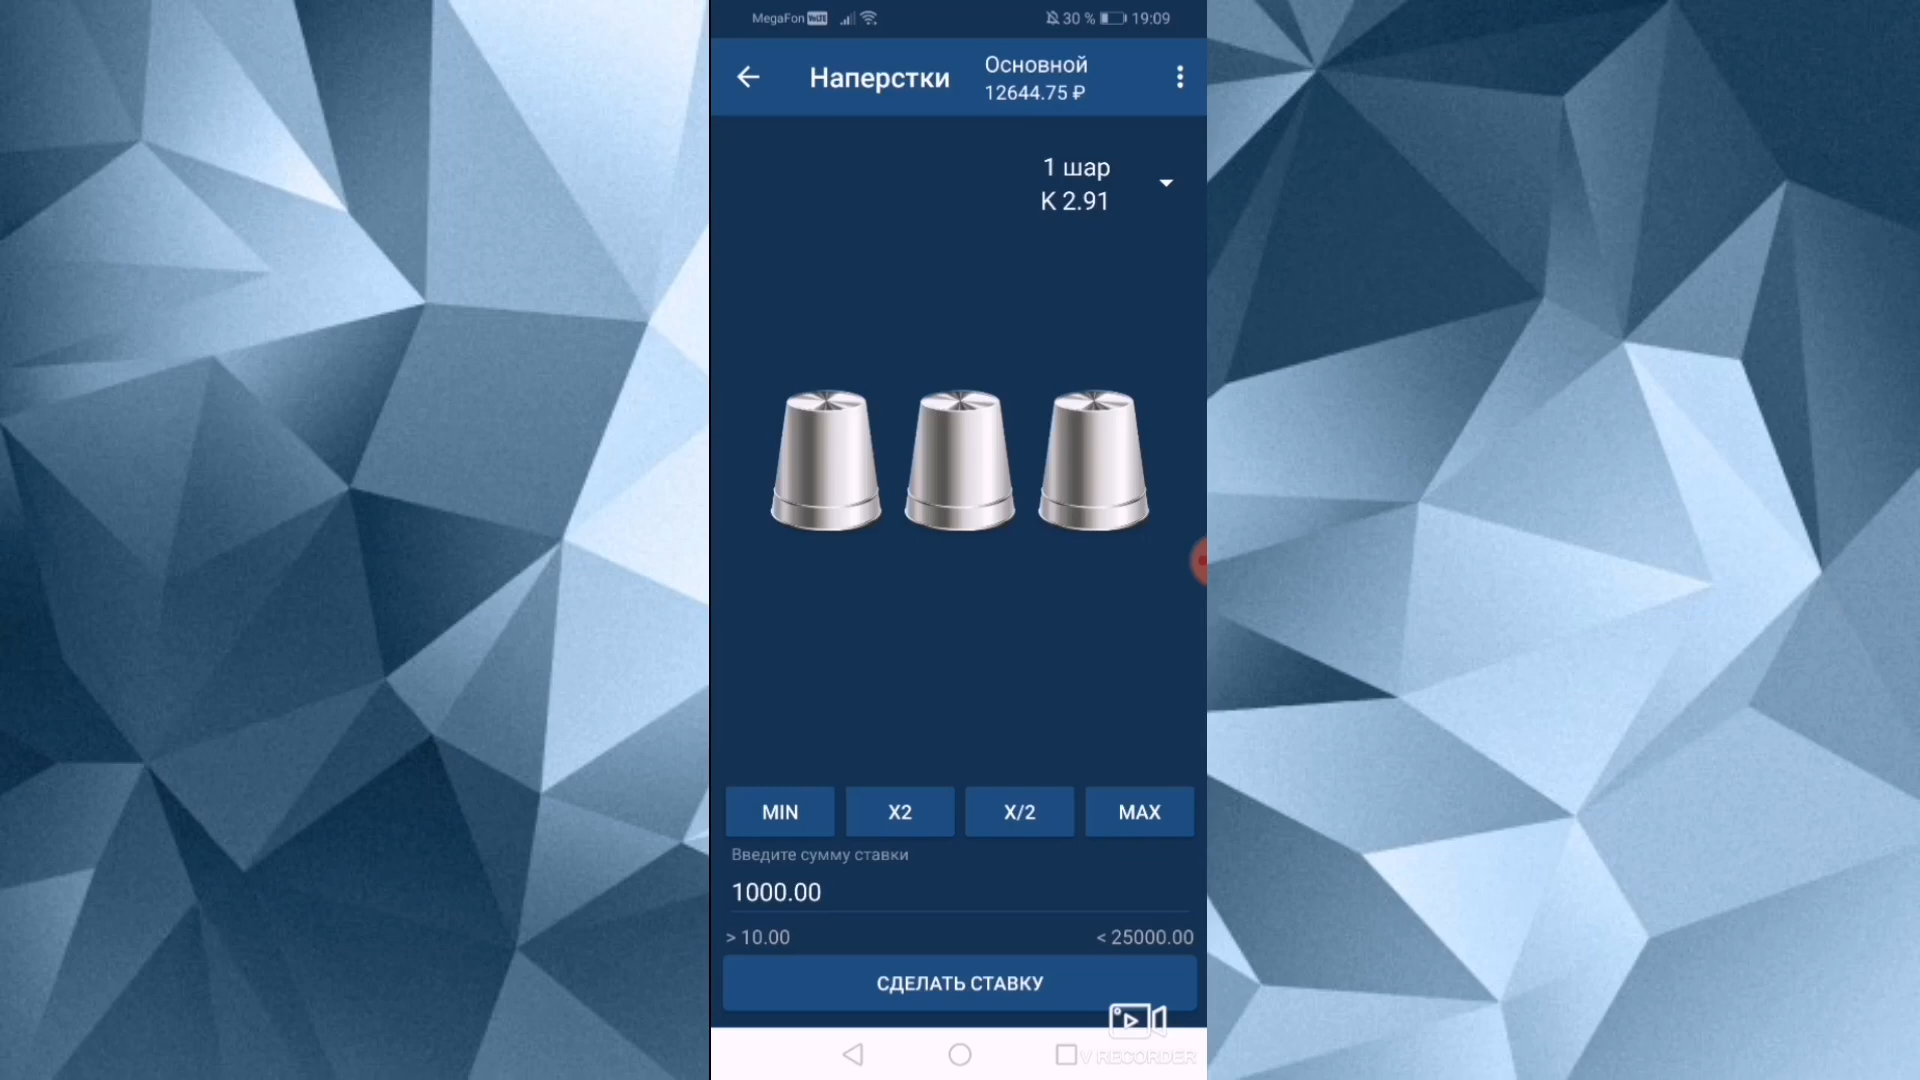 MegaFon VoWiFi 30 % 19:09
Наперстки
Основной
12644.75 ₽
1 шар
К 2.91
MIN X2 X/2 MAX
Введите сумму ставки
1000.00
> 10.00 < 25000.00
СДЕЛАТЬ СТАВКУ
V RECORDER